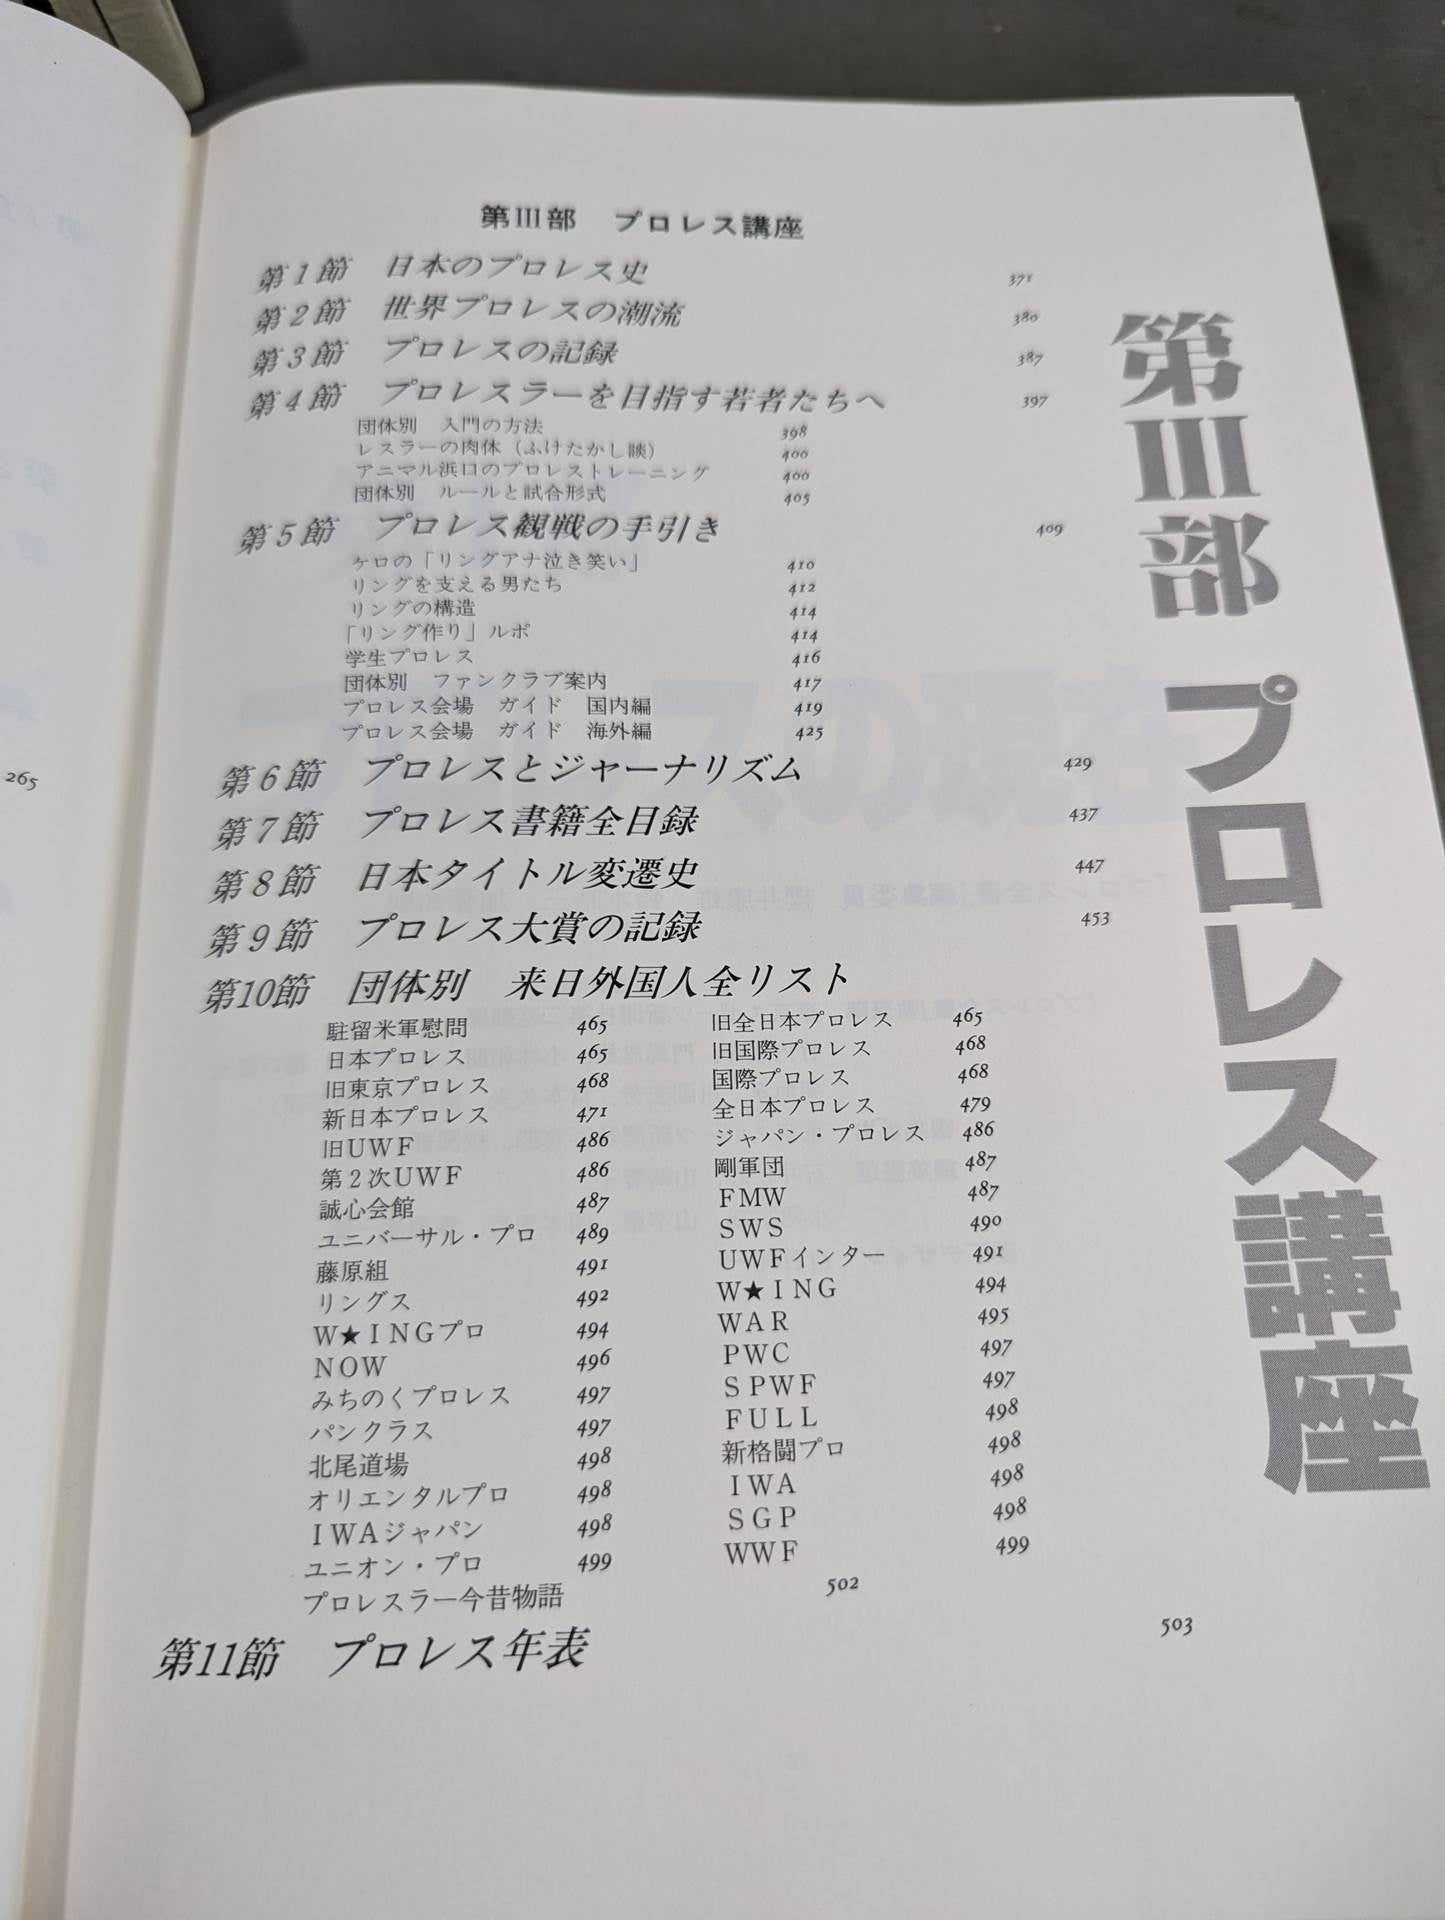 第III部 プロレス講座
第1節 日本のプロレス史 371
第2節 世界プロレスの潮流 380
第3節 プロレスの記録 387
第4節 プロレスラーを目指す若者たちへ 397
団体別 入門の方法 398
レスラーの肉体(ふけたかし談) 400
アニマル浜口のプロレストレーニング 400
団体別 ルールと試合形式 405
第5節 プロレス観戦の手引き 409
ケロの「リングアナ泣き笑い」 410
リングを支える男たち 412
リングの構造 414
「リング作り」ルポ 414
学生プロレス 416
団体別 ファンクラブ案内 417
プロレス会場 ガイド 国内編 419
プロレス会場 ガイド 海外編 425
第6節 プロレスとジャーナリズム 429
第7節 プロレス書籍全目録 437
第8節 日本タイトル変遷史 447
第9節 プロレス大賞の記録 453
第10節 団体別 来日外国人全リスト
駐留米軍慰問 465 旧全日本プロレス 465
日本プロレス 465 旧国際プロレス 468
旧東京プロレス 468 国際プロレス 468
新日本プロレス 471 全日本プロレス 479
旧UWF 486 ジャパン・プロレス 486
第2次UWF 486 剛軍団 487
誠心会館 487 FMW 487
ユニバーサル・プロ 489 SWS 490
藤原組 491 UWFインター 491
リングス 492 W★ING 494
W★INGプロ 494 WAR 495
NOW 496 PWC 497
みちのくプロレス 497 SPWF 497
パンクラス 497 FULL 498
北尾道場 498 新格闘プロ 498
オリエンタルプロ 498 IWA 498
IWAジャパン 498 SGP 498
ユニオン・プロ 499 WWF 499
プロレスラー今昔物語 502
第11節 プロレス年表 503
第III部 プロレス講座
265